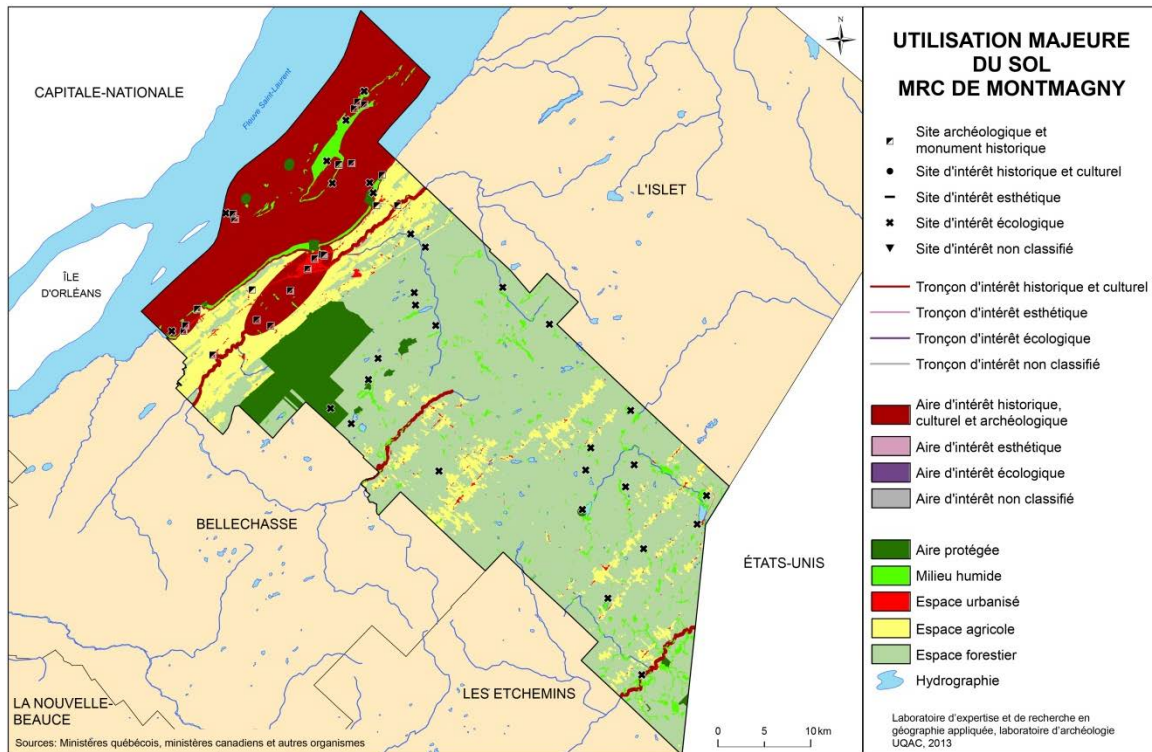 CAPITALE-NATIONALE
Fleuve Saint-Laurent
N
L'ISLET
ÎLE
D'ORLÉANS
BELLECHASSE
ÉTATS-UNIS
LES ETCHEMINS
LA NOUVELLE-
BEAUCE
0 5 10 km
Sources: Ministères québécois, ministères canadiens et autres organismes
UTILISATION MAJEURE
DU SOL
MRC DE MONTMAGNY
Site archéologique et
monument historique
Site d'intérêt historique et culturel
Site d'intérêt esthétique
Site d'intérêt écologique
Site d'intérêt non classifié
Tronçon d'intérêt historique et culturel
Tronçon d'intérêt esthétique
Tronçon d'intérêt écologique
Tronçon d'intérêt non classifié
Aire d'intérêt historique,
culturel et archéologique
Aire d'intérêt esthétique
Aire d'intérêt écologique
Aire d'intérêt non classifié
Aire protégée
Milieu humide
Espace urbanisé
Espace agricole
Espace forestier
Hydrographie
Laboratoire d'expertise et de recherche en
géographie appliquée, laboratoire d'archéologie
UQAC, 2013